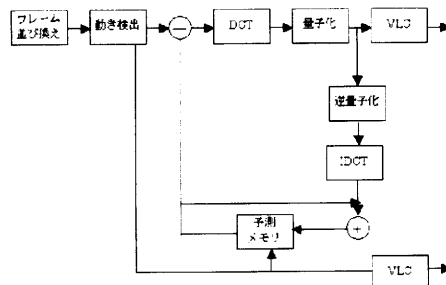 フレーム
並び換え
動き検出
－
DCT
量子化
VLC
逆量子化
IDCT
+
予測
メモリ
VLC